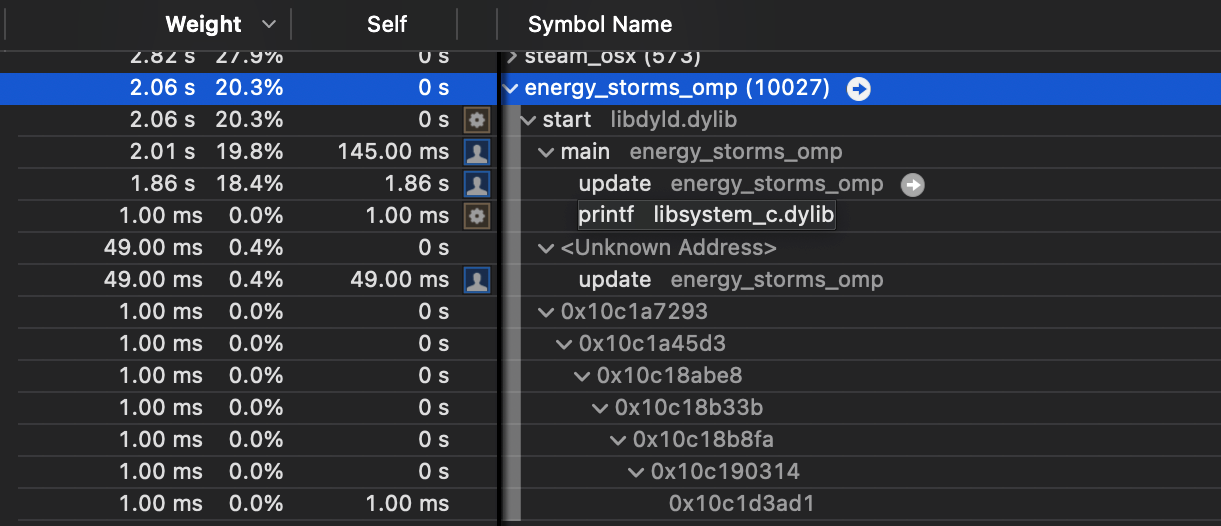 Weight Self Symbol Name
2.82 s 27.9% 0 s steam_osx (573)
2.06 s 20.3% 0 s energy_storms_omp (10027)
2.06 s 20.3% 0 s start libdyld.dylib
2.01 s 19.8% 145.00 ms main energy_storms_omp
1.86 s 18.4% 1.86 s update energy_storms_omp
1.00 ms 0.0% 1.00 ms printf libsystem_c.dylib
49.00 ms 0.4% 0 s <Unknown Address>
49.00 ms 0.4% 49.00 ms update energy_storms_omp
1.00 ms 0.0% 0 s 0x10c1a7293
1.00 ms 0.0% 0 s 0x10c1a45d3
1.00 ms 0.0% 0 s 0x10c18abe8
1.00 ms 0.0% 0 s 0x10c18b33b
1.00 ms 0.0% 0 s 0x10c18b8fa
1.00 ms 0.0% 0 s 0x10c190314
1.00 ms 0.0% 1.00 ms 0x10c1d3ad1